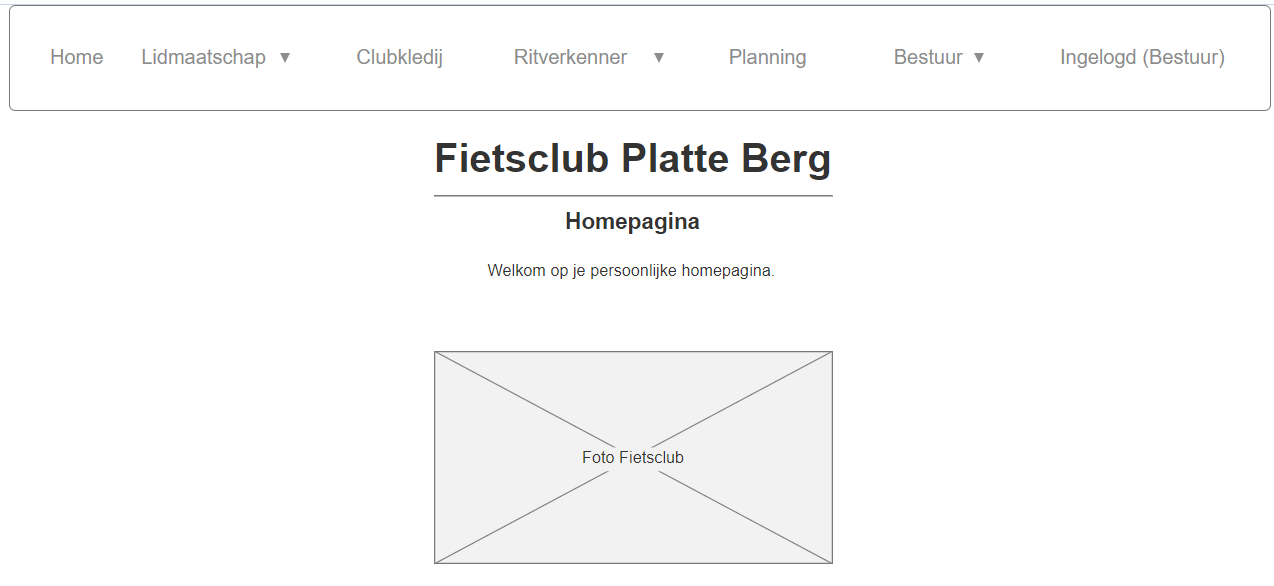 Home Lidmaatschap ▼ Clubkledij Ritverkenner ▼ Planning Bestuur ▼ Ingelogd (Bestuur)
Fietsclub Platte Berg
Homepagina
Welkom op je persoonlijke homepagina.
Foto Fietsclub